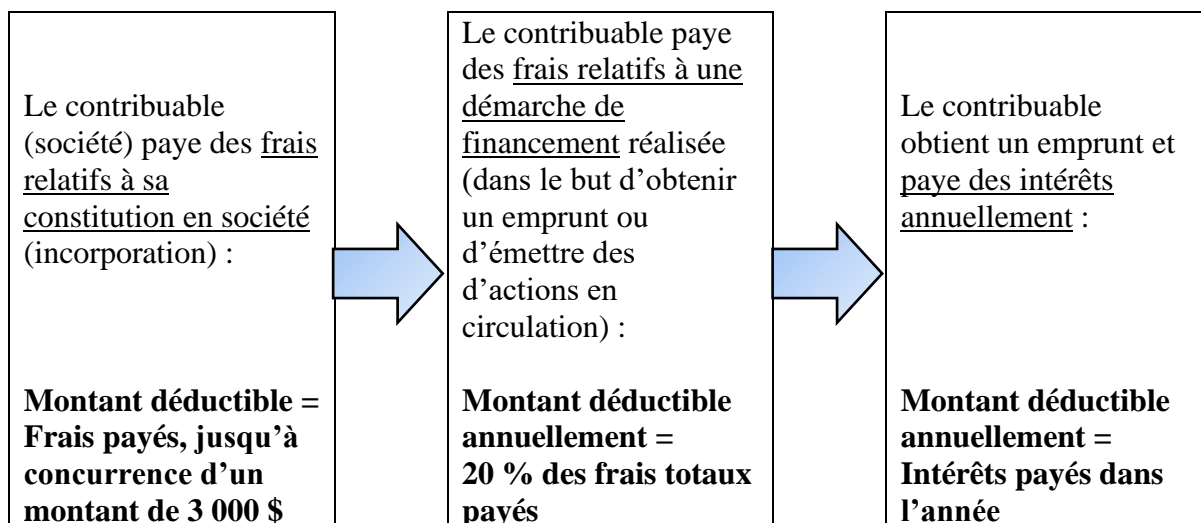 Le contribuable
(société) paye des frais
relatifs à sa
constitution en société
(incorporation) :
Montant déductible =
Frais payés, jusqu’à
concurrence d’un
montant de 3 000 $
Le contribuable paye
des frais relatifs à une
démarche de
financement réalisée
(dans le but d’obtenir
un emprunt ou
d’émettre des
d’actions en
circulation) :
Montant déductible
annuellement =
20 % des frais totaux
payés
Le contribuable
obtient un emprunt et
paye des intérêts
annuellement :
Montant déductible
annuellement =
Intérêts payés dans
l’année